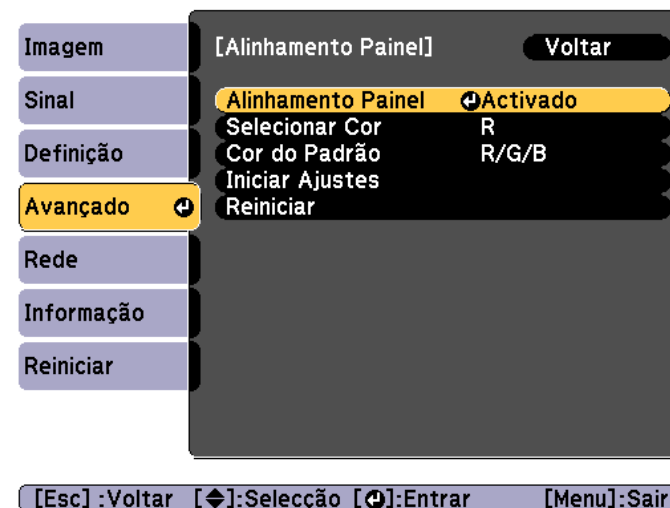 Imagem
Sinal
Definição
Avançado
Rede
Informação
Reiniciar
[Alinhamento Painel] Voltar
Alinhamento Painel Activado
Selecionar Cor R
Cor do Padrão R/G/B
Iniciar Ajustes
Reiniciar
[Esc] :Voltar [ ]:Selecção [ ]:Entrar [Menu]:Sair